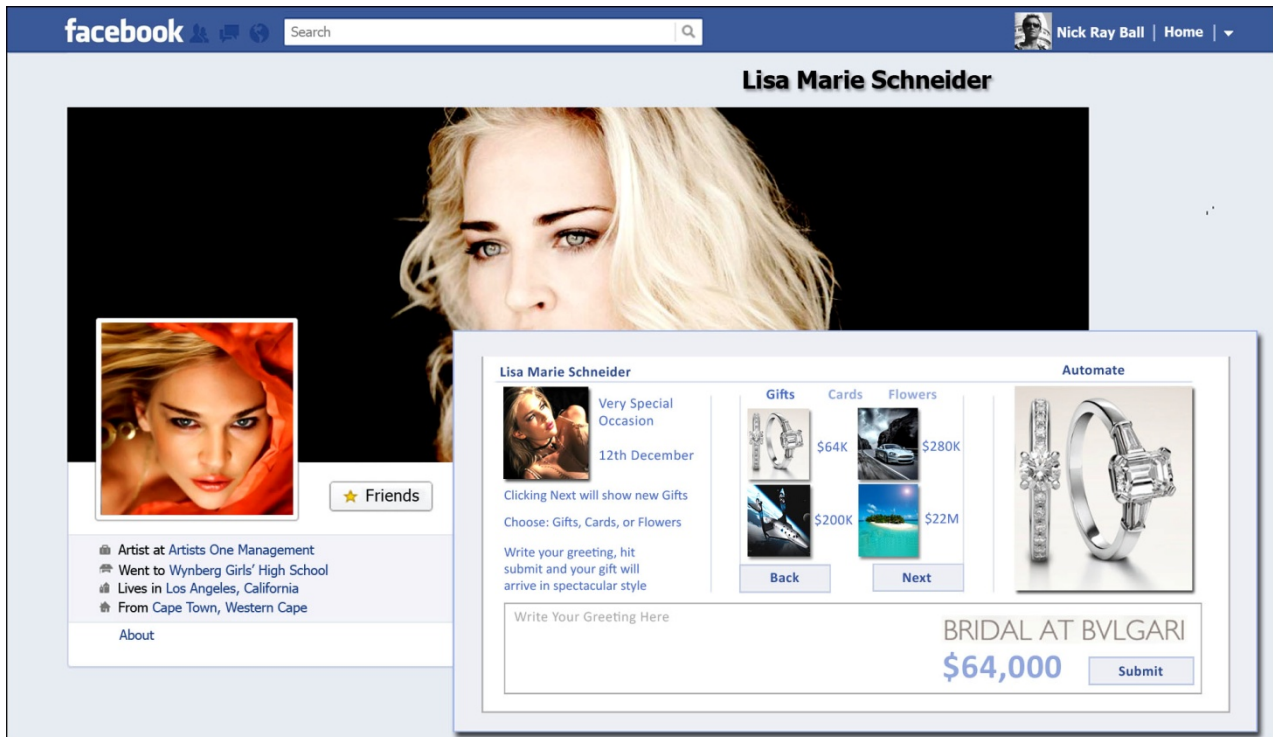 facebook
Search
Nick Ray Ball | Home |
Lisa Marie Schneider
Friends
Artist at Artists One Management
Went to Wynberg Girls' High School
Lives in Los Angeles, California
From Cape Town, Western Cape
About
Lisa Marie Schneider
Very Special
Occasion
12th December
Clicking Next will show new Gifts
Choose: Gifts, Cards, or Flowers
Write your greeting, hit
submit and your gift will
arrive in spectacular style
Gifts Cards Flowers
$64K $280K
$200K $22M
Back Next
Automate
Write Your Greeting Here
BRIDAL AT BVLGARI
$64,000 Submit